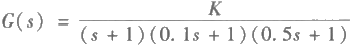 G(s) = K / ((s + 1)(0.1s + 1)(0.5s + 1))